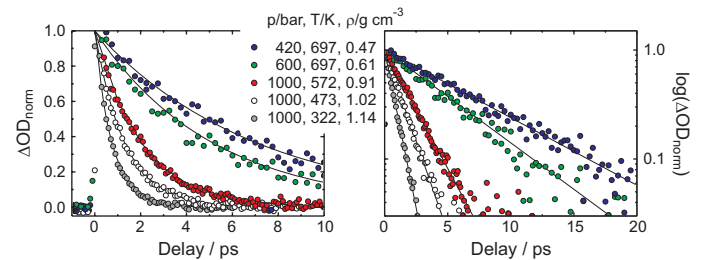 p/bar, T/K, ρ/g cm⁻³
420, 697, 0.47
600, 697, 0.61
1000, 572, 0.91
1000, 473, 1.02
1000, 322, 1.14
1.0
0.8
0.6
0.4
0.2
0.0
ΔODnorm
0 2 4 6 8 10
Delay / ps
1.0
0.1
log(ΔODnorm)
0 5 10 15 20
Delay / ps